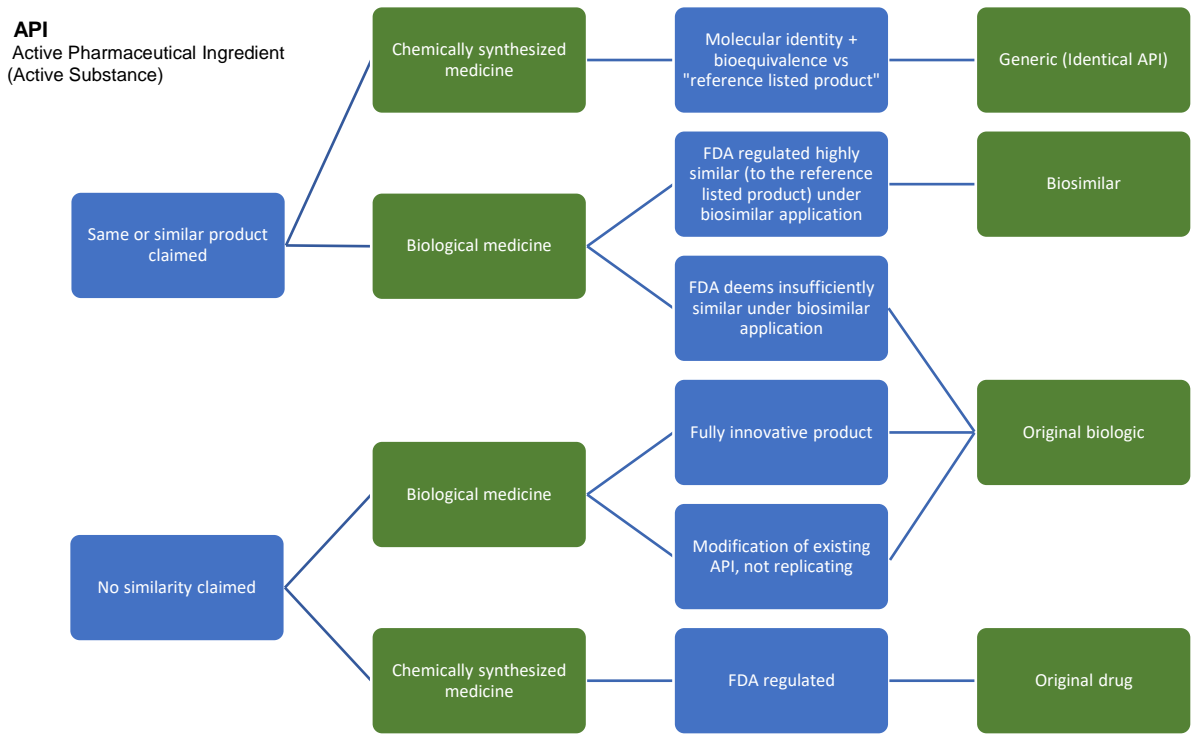 API
Active Pharmaceutical Ingredient
(Active Substance)
Same or similar product
claimed
Chemically synthesized
medicine
Molecular identity +
bioequivalence vs
"reference listed product"
Generic (Identical API)
Biological medicine
FDA regulated highly
similar (to the reference
listed product) under
biosimilar application
Biosimilar
FDA deems insufficiently
similar under biosimilar
application
No similarity claimed
Biological medicine
Fully innovative product
Original biologic
Modification of existing
API, not replicating
Chemically synthesized
medicine
FDA regulated
Original drug